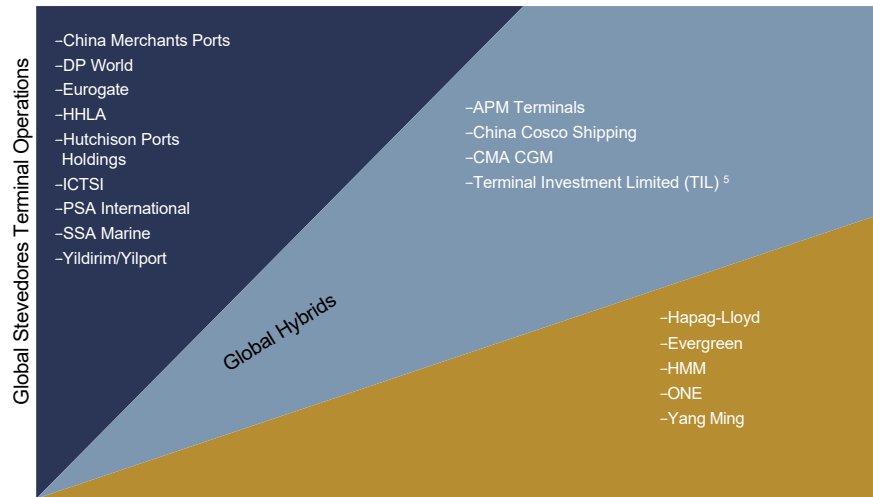 Global Stevedores Terminal Operations
–China Merchants Ports
–DP World
–Eurogate
–HHLA
–Hutchison Ports
Holdings
–ICTSI
–PSA International
–SSA Marine
–Yildirim/Yilport
Global Hybrids
–APM Terminals
–China Cosco Shipping
–CMA CGM
–Terminal Investment Limited (TIL) 5
–Hapag-Lloyd
–Evergreen
–HMM
–ONE
–Yang Ming